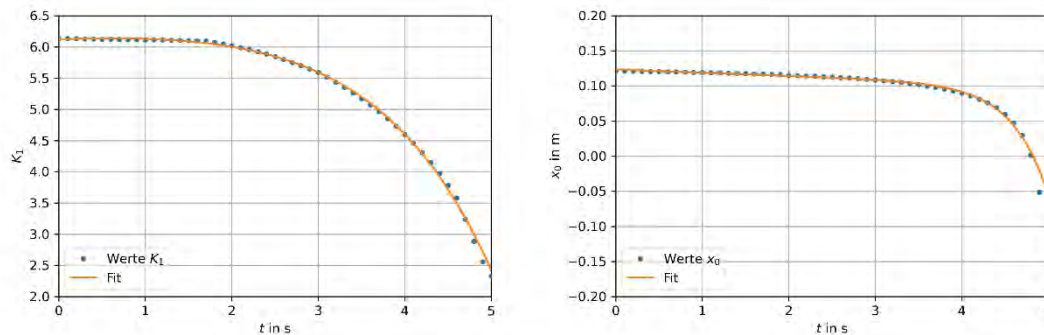 6.5
6.0
5.5
5.0
4.5
4.0
3.5
3.0
2.5
2.0
K₁
0 1 2 3 4 5
t in s
Werte K₁
Fit
0.20
0.15
0.10
0.05
0.00
−0.05
−0.10
−0.15
−0.20
x₀ in m
0 1 2 3 4
t in s
Werte x₀
Fit